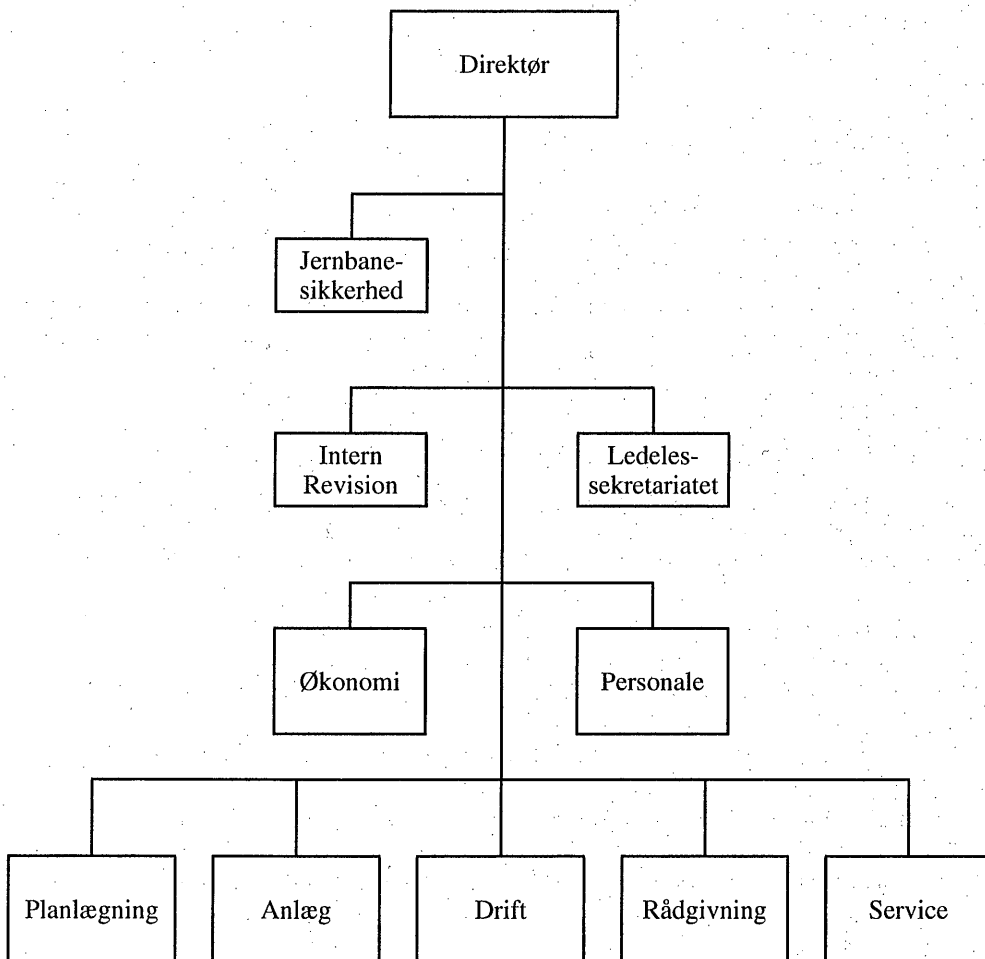 Direktør
Jernbane-
sikkerhed
Intern
Revision
Ledeles-
sekretariatet
Økonomi
Personale
Planlægning
Anlæg
Drift
Rådgivning
Service